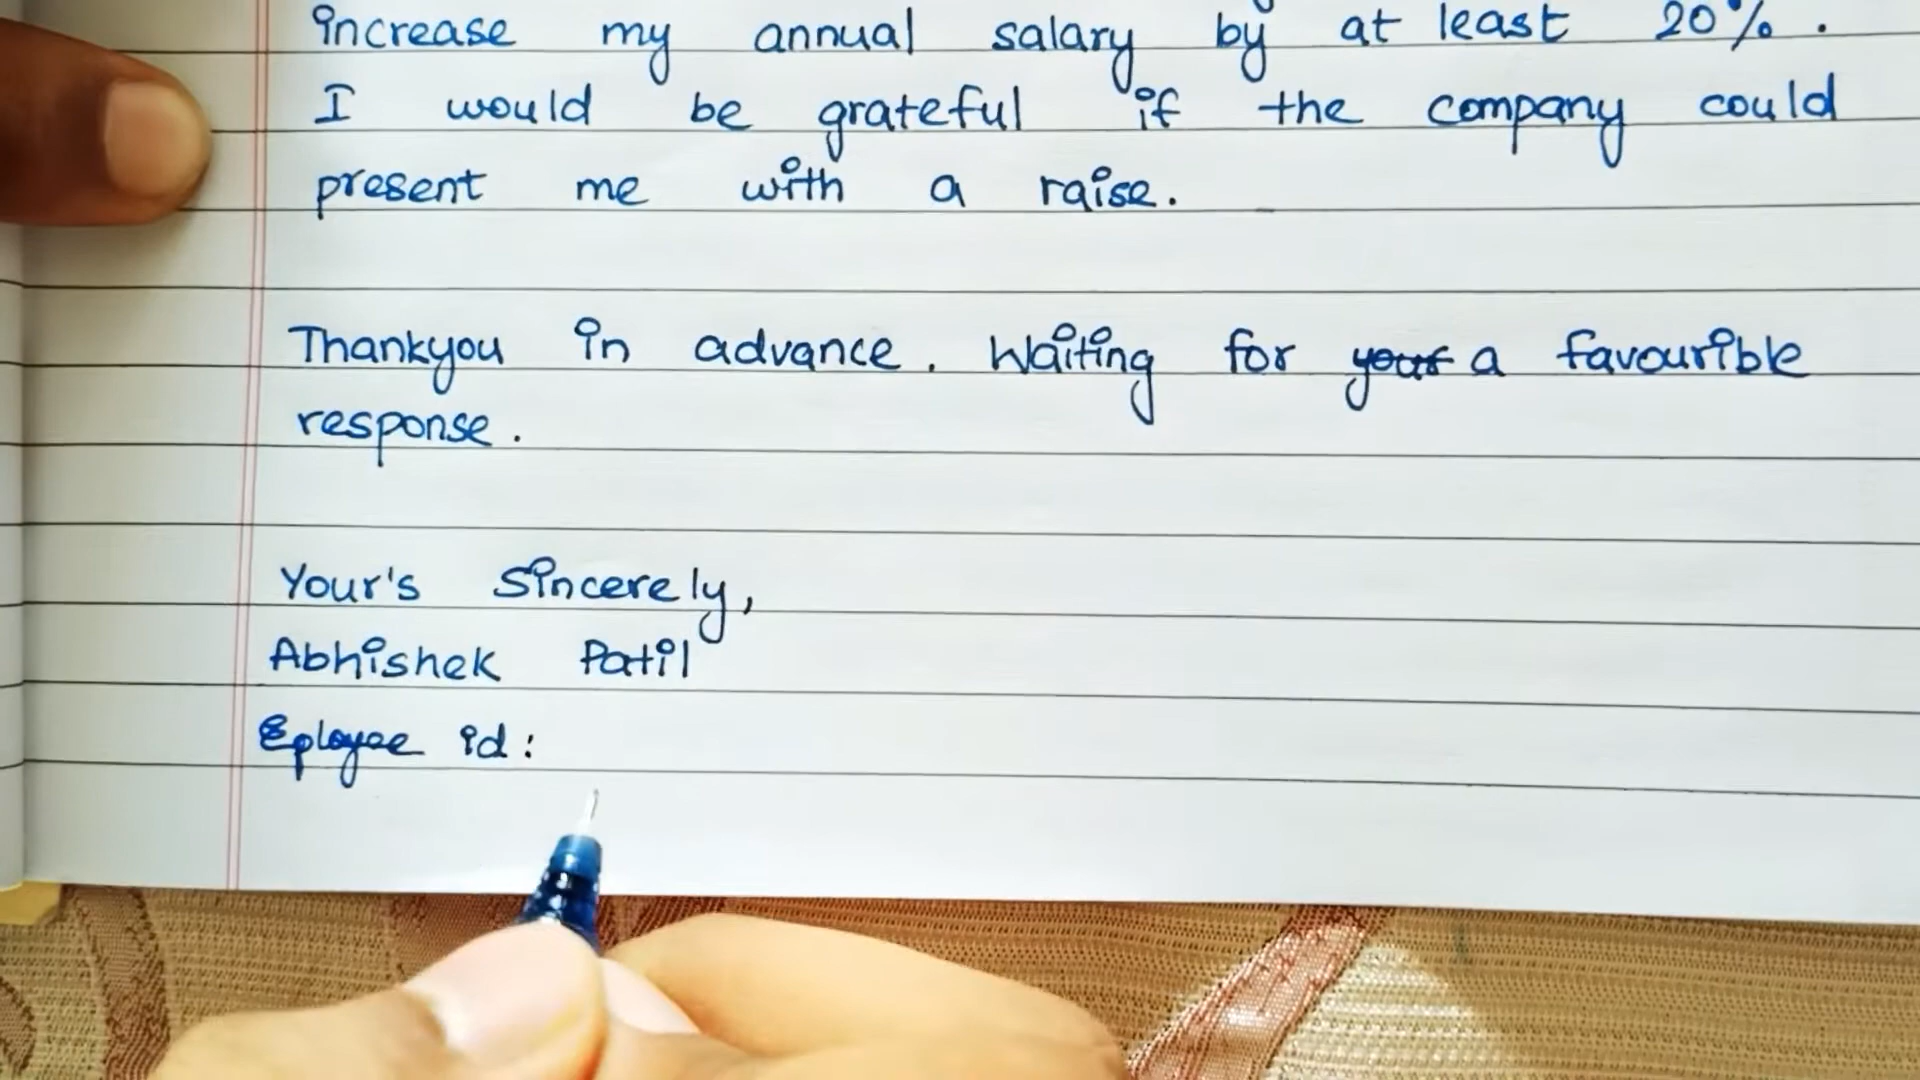 increase my annual salary by at least 20%.
I would be grateful if the company could
present me with a raise.
Thankyou in advance. Waiting for your a favourible
response.
Your's Sincerely,
Abhishek Patil
Eployee id: